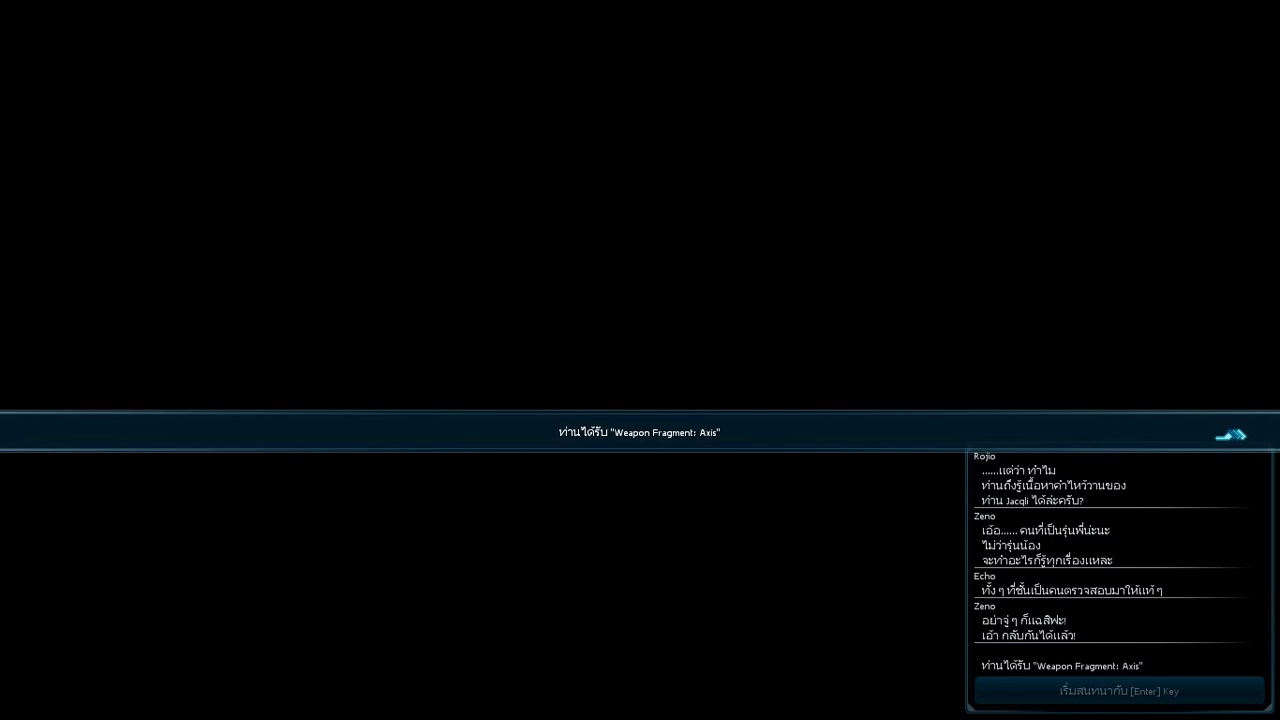 ท่านได้รับ "Weapon Fragment: Axis"
Rojio
......แต่ว่า ทำไม
ท่านถึงรู้เนื้อหาคำไหว้วานของ
ท่าน Jacqli ได้ล่ะครับ?
Zeno
เอ้อ...... คนที่เป็นรุ่นพี่น่ะนะ
ไม่ว่ารุ่นน้อง
จะทำอะไรก็รู้ทุกเรื่องแหละ
Echo
ทั้ง ๆ ที่ชั้นเป็นคนตรวจสอบมาให้แท้ ๆ
Zeno
อย่าจู่ ๆ ก็แฉสิฟะ!
เอ้า กลับกันได้แล้ว!
ท่านได้รับ "Weapon Fragment: Axis"
เริ่มสนทนากับ [Enter] Key